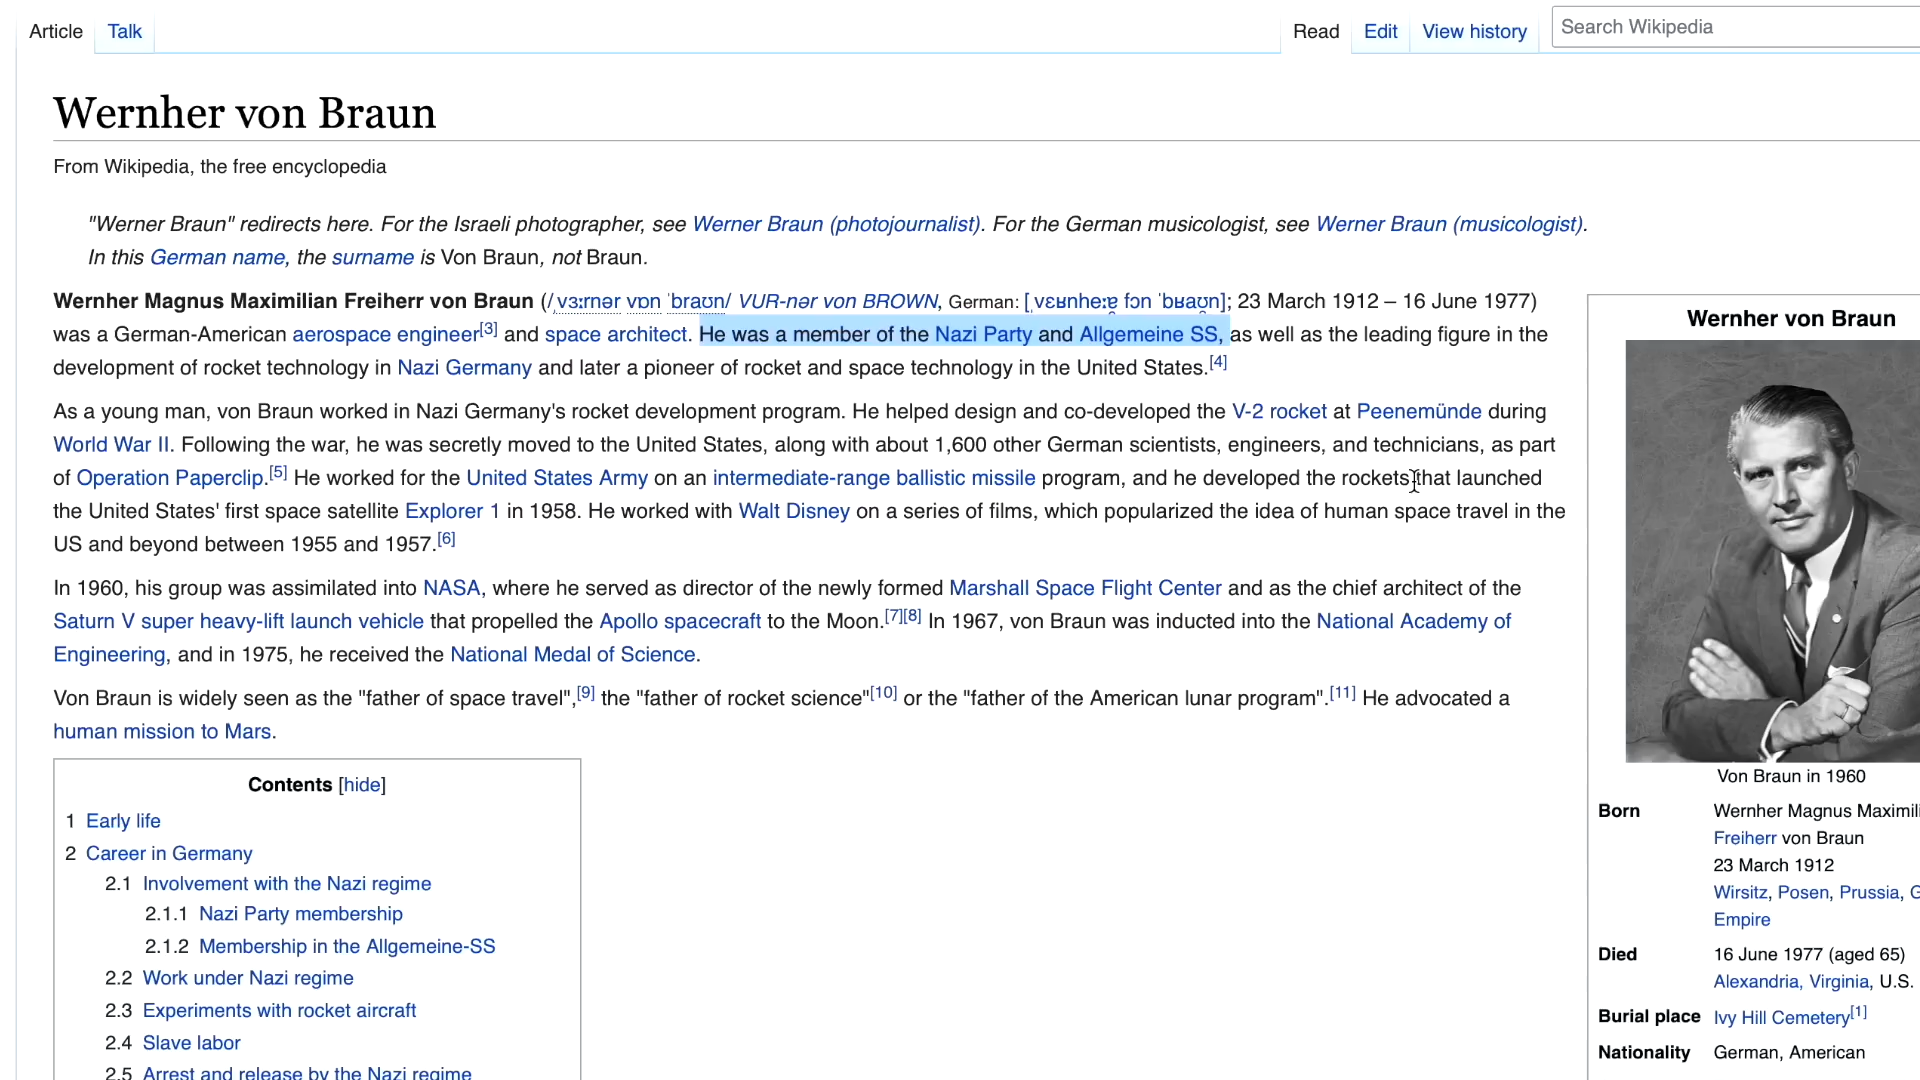 Article Talk Read Edit View history Search Wikipedia
Wernher von Braun
From Wikipedia, the free encyclopedia
"Werner Braun" redirects here. For the Israeli photographer, see Werner Braun (photojournalist). For the German musicologist, see Werner Braun (musicologist).
In this German name, the surname is Von Braun, not Braun.
Wernher Magnus Maximilian Freiherr von Braun (/ˌvɜːrnər vɒn ˈbraʊn/ VUR-nər von BROWN, German: [ˌvɛʁnheːɐ̯ fɔn ˈbʁaʊ̯n]; 23 March 1912 – 16 June 1977)
was a German-American aerospace engineer[3] and space architect. He was a member of the Nazi Party and Allgemeine SS, as well as the leading figure in the
development of rocket technology in Nazi Germany and later a pioneer of rocket and space technology in the United States.[4]
As a young man, von Braun worked in Nazi Germany's rocket development program. He helped design and co-developed the V-2 rocket at Peenemünde during
World War II. Following the war, he was secretly moved to the United States, along with about 1,600 other German scientists, engineers, and technicians, as part
of Operation Paperclip.[5] He worked for the United States Army on an intermediate-range ballistic missile program, and he developed the rockets that launched
the United States' first space satellite Explorer 1 in 1958. He worked with Walt Disney on a series of films, which popularized the idea of human space travel in the
US and beyond between 1955 and 1957.[6]
In 1960, his group was assimilated into NASA, where he served as director of the newly formed Marshall Space Flight Center and as the chief architect of the
Saturn V super heavy-lift launch vehicle that propelled the Apollo spacecraft to the Moon.[7][8] In 1967, von Braun was inducted into the National Academy of
Engineering, and in 1975, he received the National Medal of Science.
Von Braun is widely seen as the "father of space travel",[9] the "father of rocket science"[10] or the "father of the American lunar program".[11] He advocated a
human mission to Mars.
Contents [hide]
1 Early life
2 Career in Germany
2.1 Involvement with the Nazi regime
2.1.1 Nazi Party membership
2.1.2 Membership in the Allgemeine-SS
2.2 Work under Nazi regime
2.3 Experiments with rocket aircraft
2.4 Slave labor
2.5 Arrest and release by the Nazi regime
Wernher von Braun
Von Braun in 1960
Born Wernher Magnus Maximili
Freiherr von Braun
23 March 1912
Wirsitz, Posen, Prussia, G
Empire
Died 16 June 1977 (aged 65)
Alexandria, Virginia, U.S.
Burial place Ivy Hill Cemetery[1]
Nationality German, American